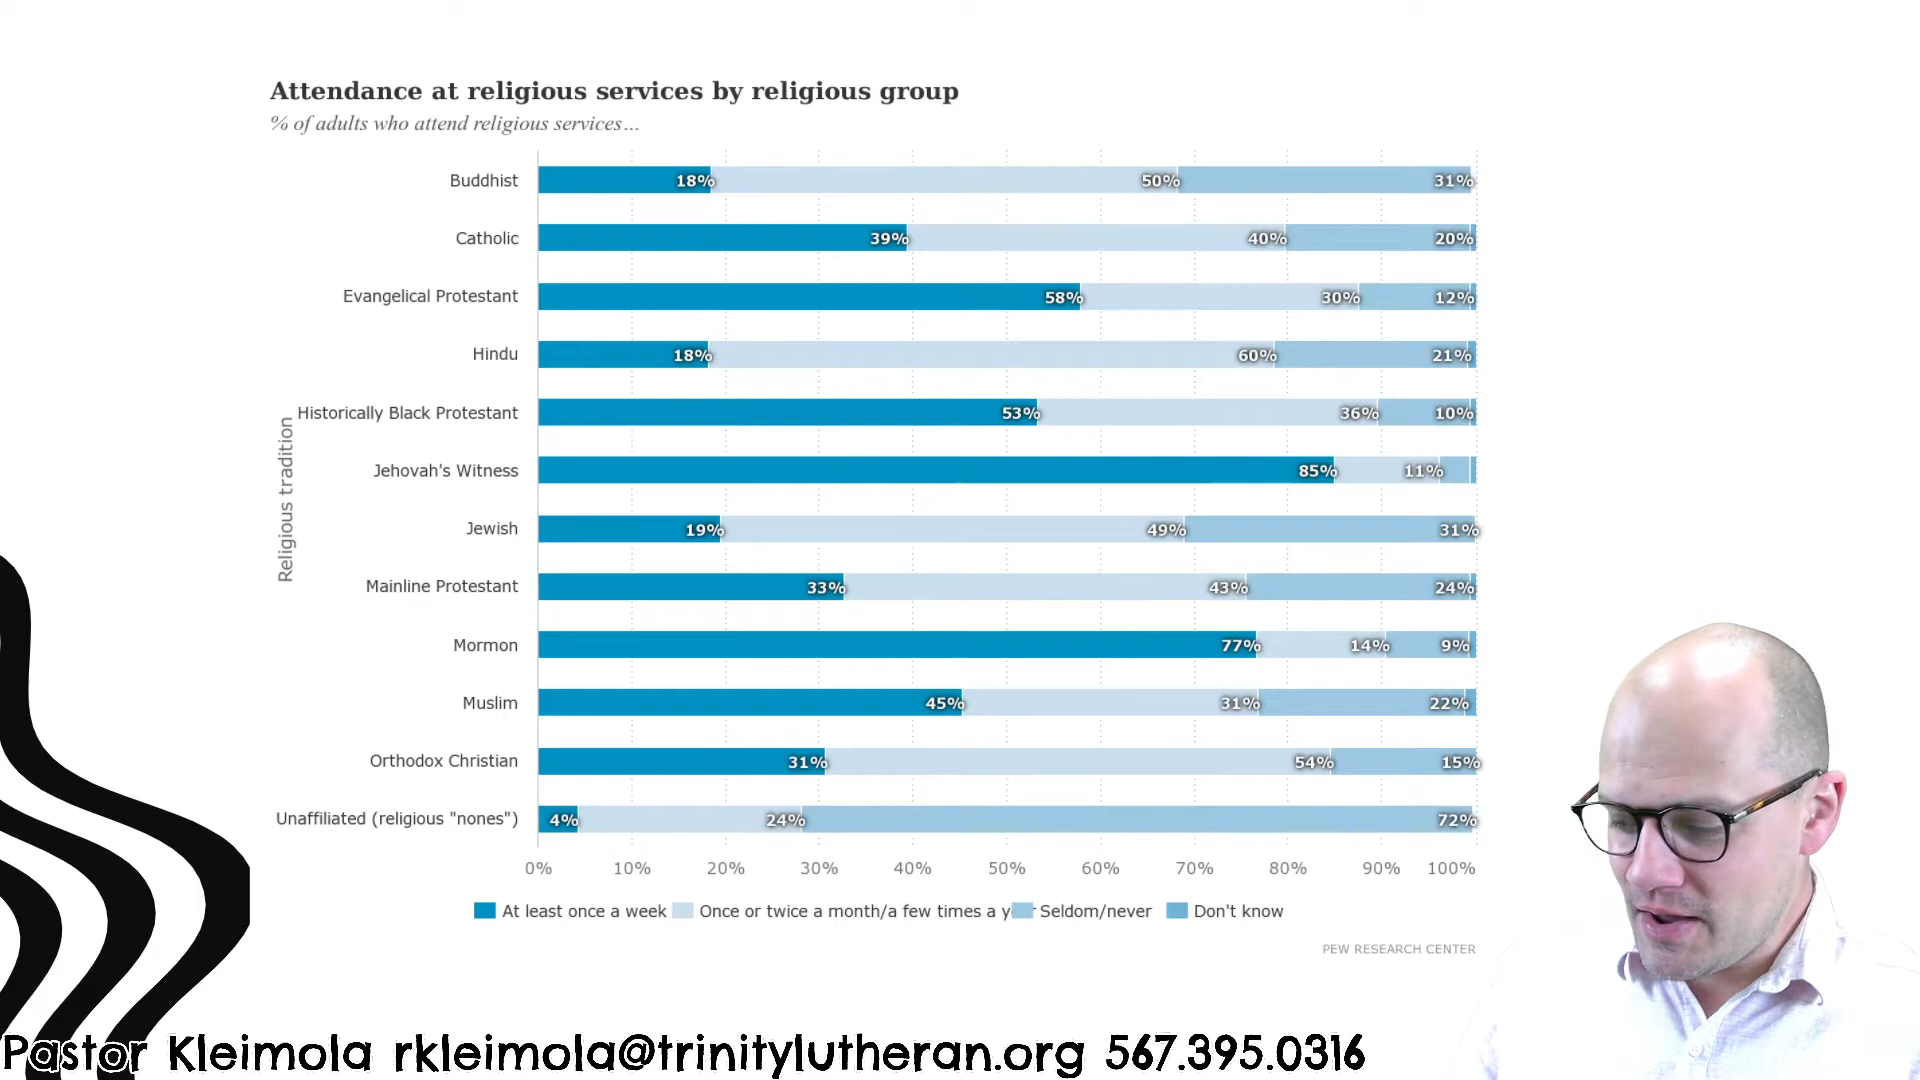 Attendance at religious services by religious group
% of adults who attend religious services...
Religious tradition
Buddhist 18% 50% 31%
Catholic 39% 40% 20%
Evangelical Protestant 58% 30% 12%
Hindu 18% 60% 21%
Historically Black Protestant 53% 36% 10%
Jehovah's Witness 85% 11%
Jewish 19% 49% 31%
Mainline Protestant 33% 43% 24%
Mormon 77% 14% 9%
Muslim 45% 31% 22%
Orthodox Christian 31% 54% 15%
Unaffiliated (religious "nones") 4% 24% 72%
0% 10% 20% 30% 40% 50% 60% 70% 80% 90% 100%
At least once a week Once or twice a month/a few times a Seldom/never Don't know
PEW RESEARCH CENTER
Pastor Kleimola rkleimola@trinitylutheran.org 567.395.0316